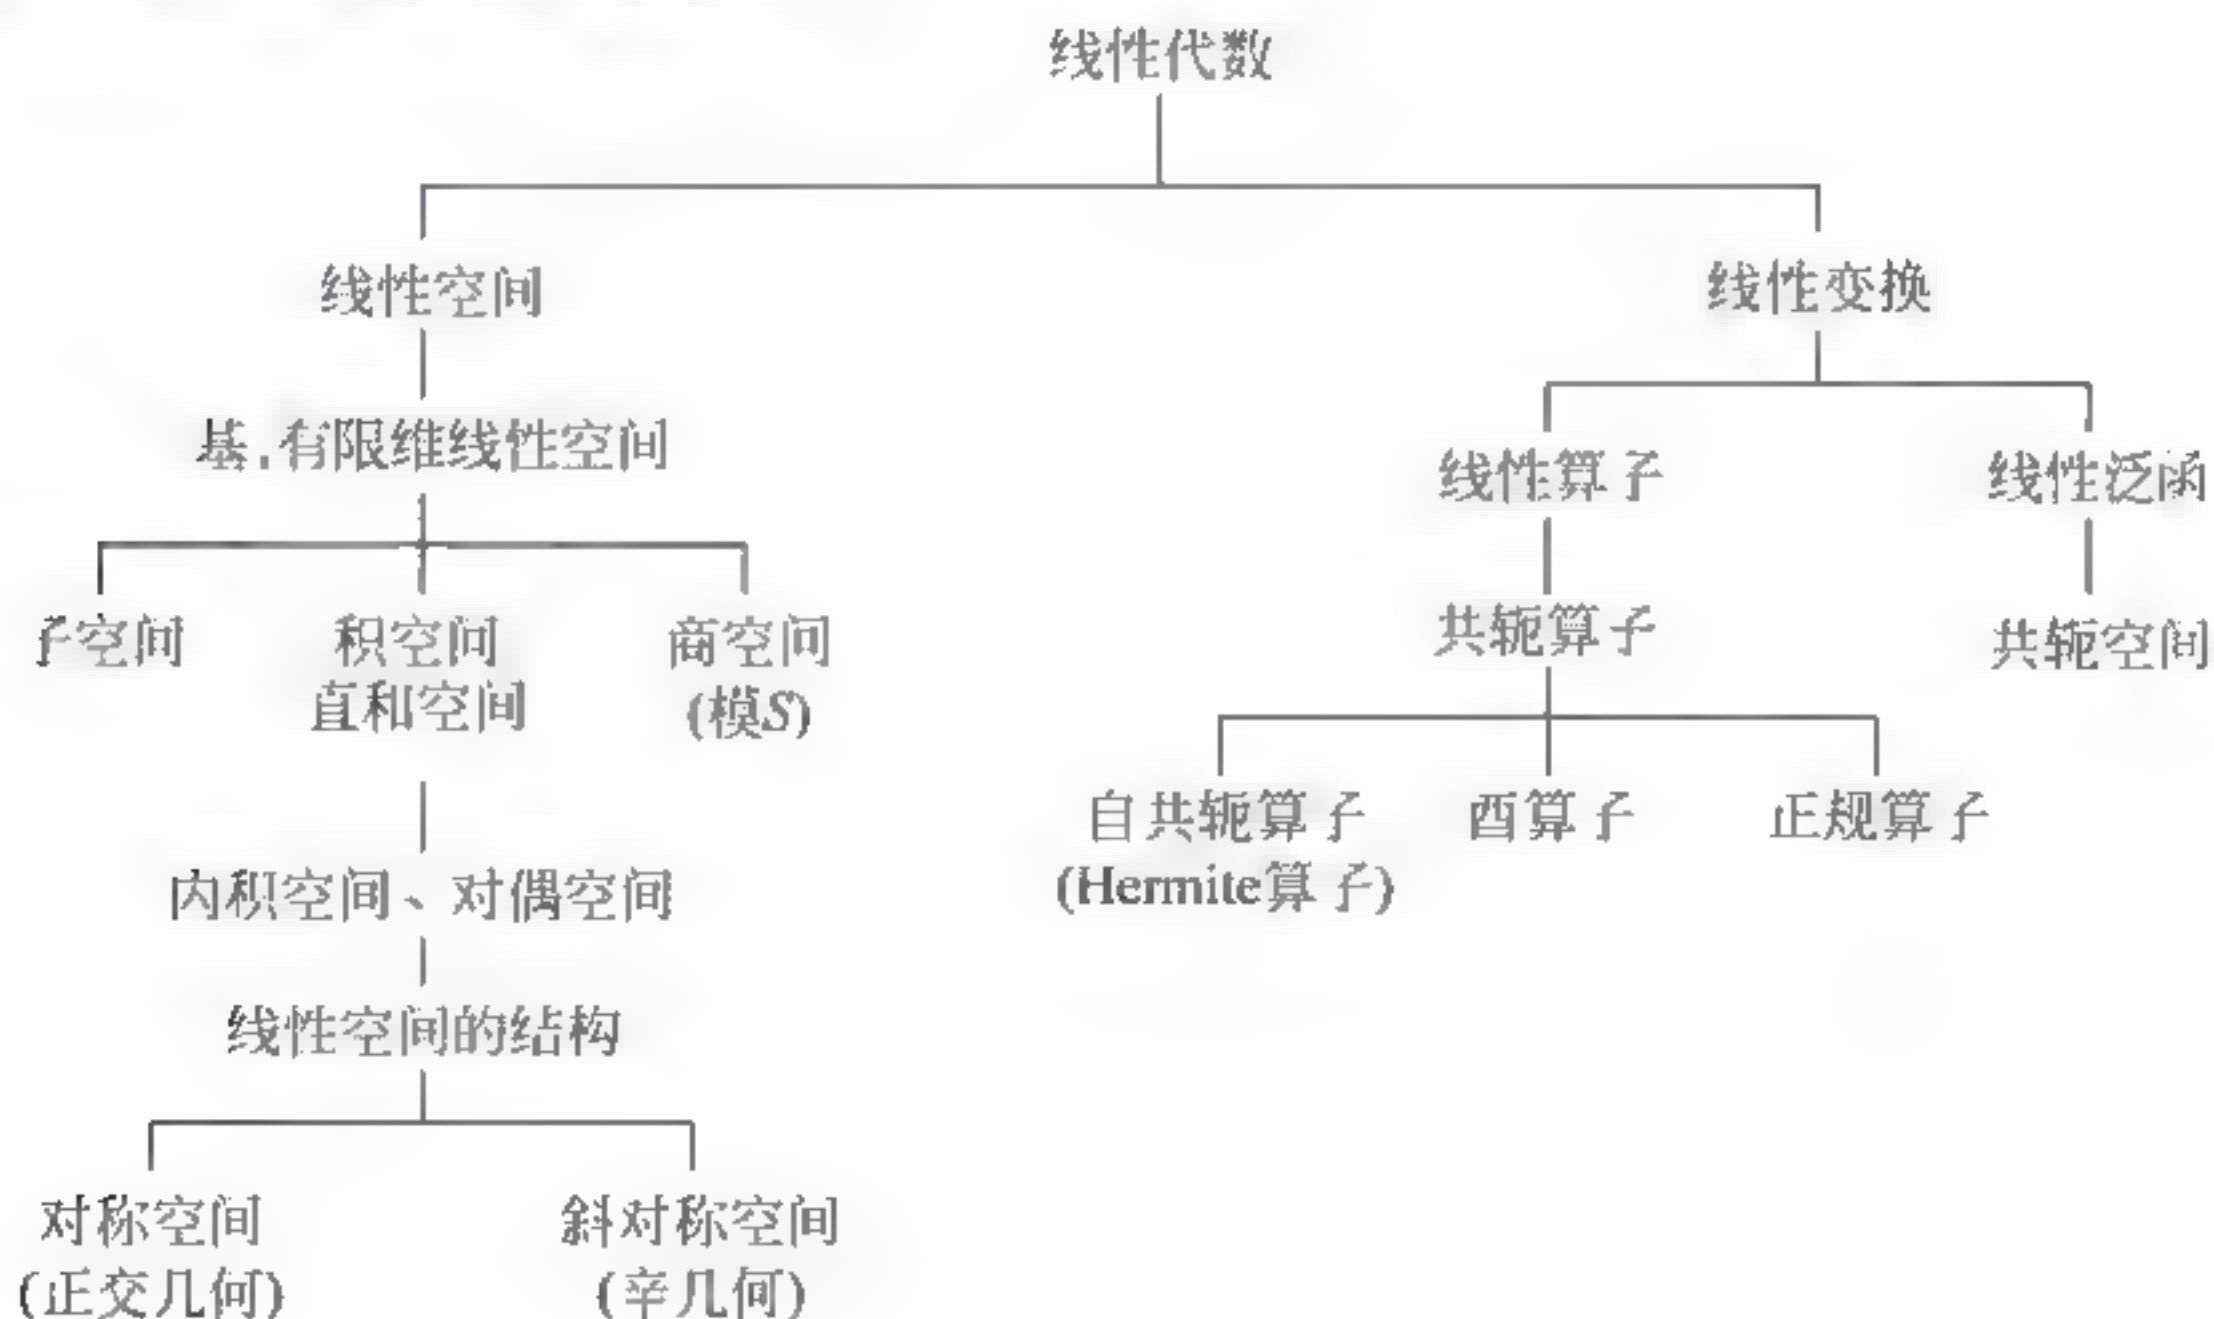 线性代数
线性空间
线性变换
基,有限维线性空间
线性算子
线性泛函
子空间
积空间
商空间
共轭算子
共轭空间
直和空间
(模S)
自共轭算子
酉算子
正规算子
(Hermite算子)
内积空间、对偶空间
线性空间的结构
对称空间
斜对称空间
(正交几何)
(辛几何)